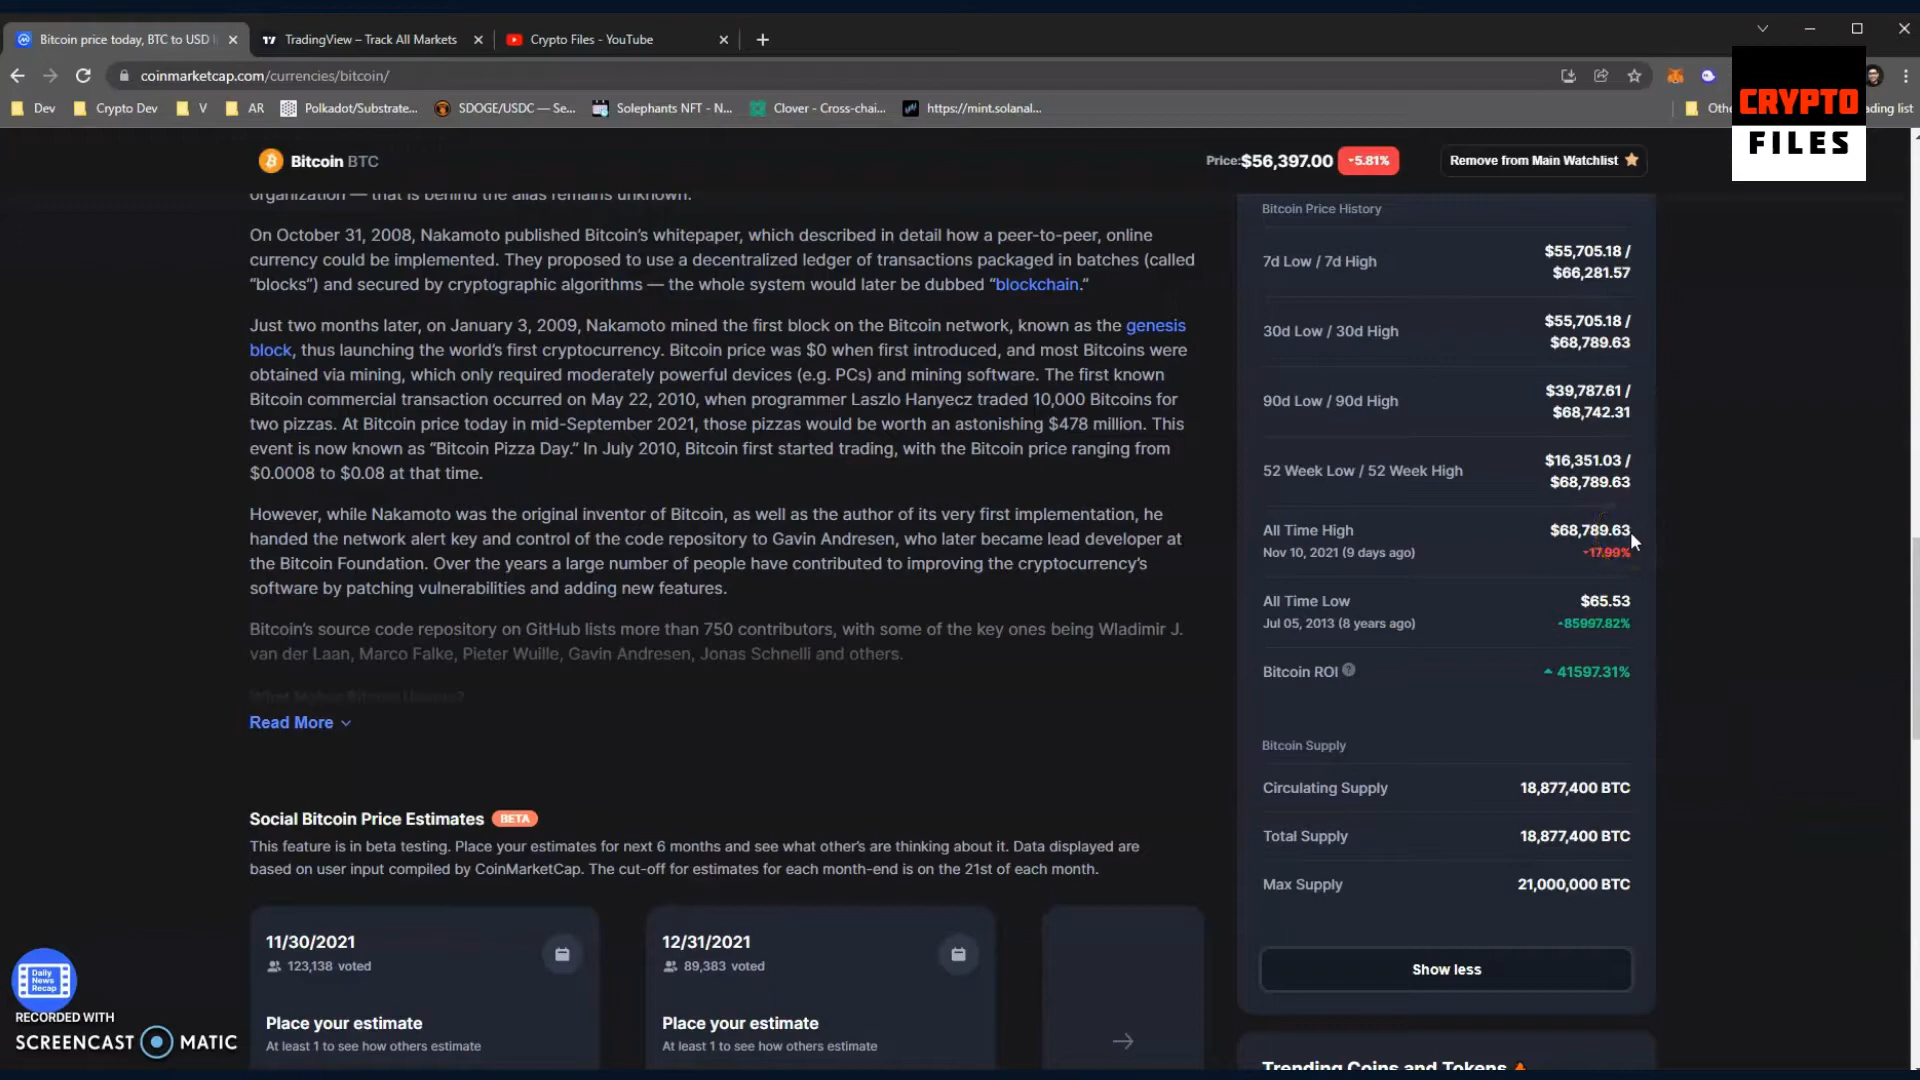 Bitcoin price today, BTC to USD l
TradingView – Track All Markets
Crypto Files - YouTube
coinmarketcap.com/currencies/bitcoin/
Dev
Crypto Dev
V
AR
Polkadot/Substrate...
SDOGE/USDC — Se...
Solephants NFT - N...
Clover - Cross-chai...
https://mint.solanal...
Oth
ading list
CRYPTO
FILES
Bitcoin BTC
Price: $56,397.00
-5.81%
Remove from Main Watchlist
organization — that is behind the alias remains unknown.
On October 31, 2008, Nakamoto published Bitcoin’s whitepaper, which described in detail how a peer-to-peer, online
currency could be implemented. They proposed to use a decentralized ledger of transactions packaged in batches (called
“blocks”) and secured by cryptographic algorithms — the whole system would later be dubbed “blockchain.”
Just two months later, on January 3, 2009, Nakamoto mined the first block on the Bitcoin network, known as the genesis
block, thus launching the world’s first cryptocurrency. Bitcoin price was $0 when first introduced, and most Bitcoins were
obtained via mining, which only required moderately powerful devices (e.g. PCs) and mining software. The first known
Bitcoin commercial transaction occurred on May 22, 2010, when programmer Laszlo Hanyecz traded 10,000 Bitcoins for
two pizzas. At Bitcoin price today in mid-September 2021, those pizzas would be worth an astonishing $478 million. This
event is now known as “Bitcoin Pizza Day.” In July 2010, Bitcoin first started trading, with the Bitcoin price ranging from
$0.0008 to $0.08 at that time.
However, while Nakamoto was the original inventor of Bitcoin, as well as the author of its very first implementation, he
handed the network alert key and control of the code repository to Gavin Andresen, who later became lead developer at
the Bitcoin Foundation. Over the years a large number of people have contributed to improving the cryptocurrency’s
software by patching vulnerabilities and adding new features.
Bitcoin’s source code repository on GitHub lists more than 750 contributors, with some of the key ones being Wladimir J.
van der Laan, Marco Falke, Pieter Wuille, Gavin Andresen, Jonas Schnelli and others.
What Makes Bitcoin Unique?
Read More
Social Bitcoin Price Estimates BETA
This feature is in beta testing. Place your estimates for next 6 months and see what other’s are thinking about it. Data displayed are
based on user input compiled by CoinMarketCap. The cut-off for estimates for each month-end is on the 21st of each month.
11/30/2021
123,138 voted
Place your estimate
At least 1 to see how others estimate
12/31/2021
89,383 voted
Place your estimate
At least 1 to see how others estimate
Bitcoin Price History
7d Low / 7d High
$55,705.18 /
$66,281.57
30d Low / 30d High
$55,705.18 /
$68,789.63
90d Low / 90d High
$39,787.61 /
$68,742.31
52 Week Low / 52 Week High
$16,351.03 /
$68,789.63
All Time High
$68,789.63
Nov 10, 2021 (9 days ago)
17.99%
All Time Low
$65.53
Jul 05, 2013 (8 years ago)
85997.82%
Bitcoin ROI
41597.31%
Bitcoin Supply
Circulating Supply
18,877,400 BTC
Total Supply
18,877,400 BTC
Max Supply
21,000,000 BTC
Show less
Trending Coins and Tokens
Daily
News
Recap
RECORDED WITH
SCREENCAST MATIC